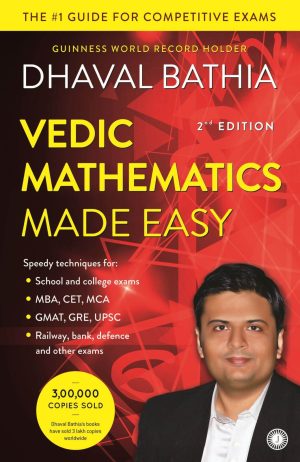 THE #1 GUIDE FOR COMPETITIVE EXAMS
GUINNESS WORLD RECORD HOLDER
DHAVAL BATHIA
VEDIC
2nd EDITION
MATHEMATICS
MADE EASY
Speedy techniques for:
• School and college exams
• MBA, CET, MCA
• GMAT, GRE, UPSC
• Railway, bank, defence
and other exams
3,00,000
COPIES SOLD
Dhaval Bathia's books
have sold 3 lakh copies
worldwide